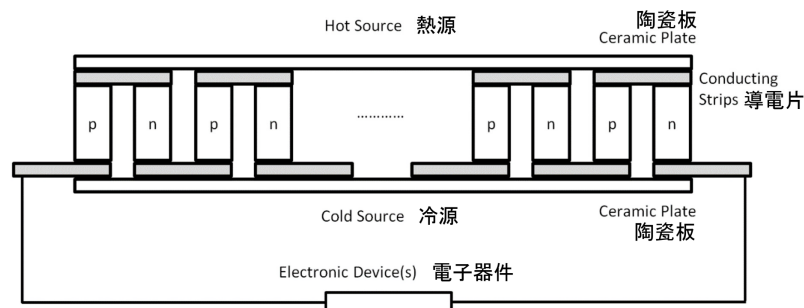 Hot Source 熱源
陶瓷板
Ceramic Plate
Conducting
Strips 導電片
p n p n ………… p n p n
Cold Source 冷源
Ceramic Plate
陶瓷板
Electronic Device(s) 電子器件